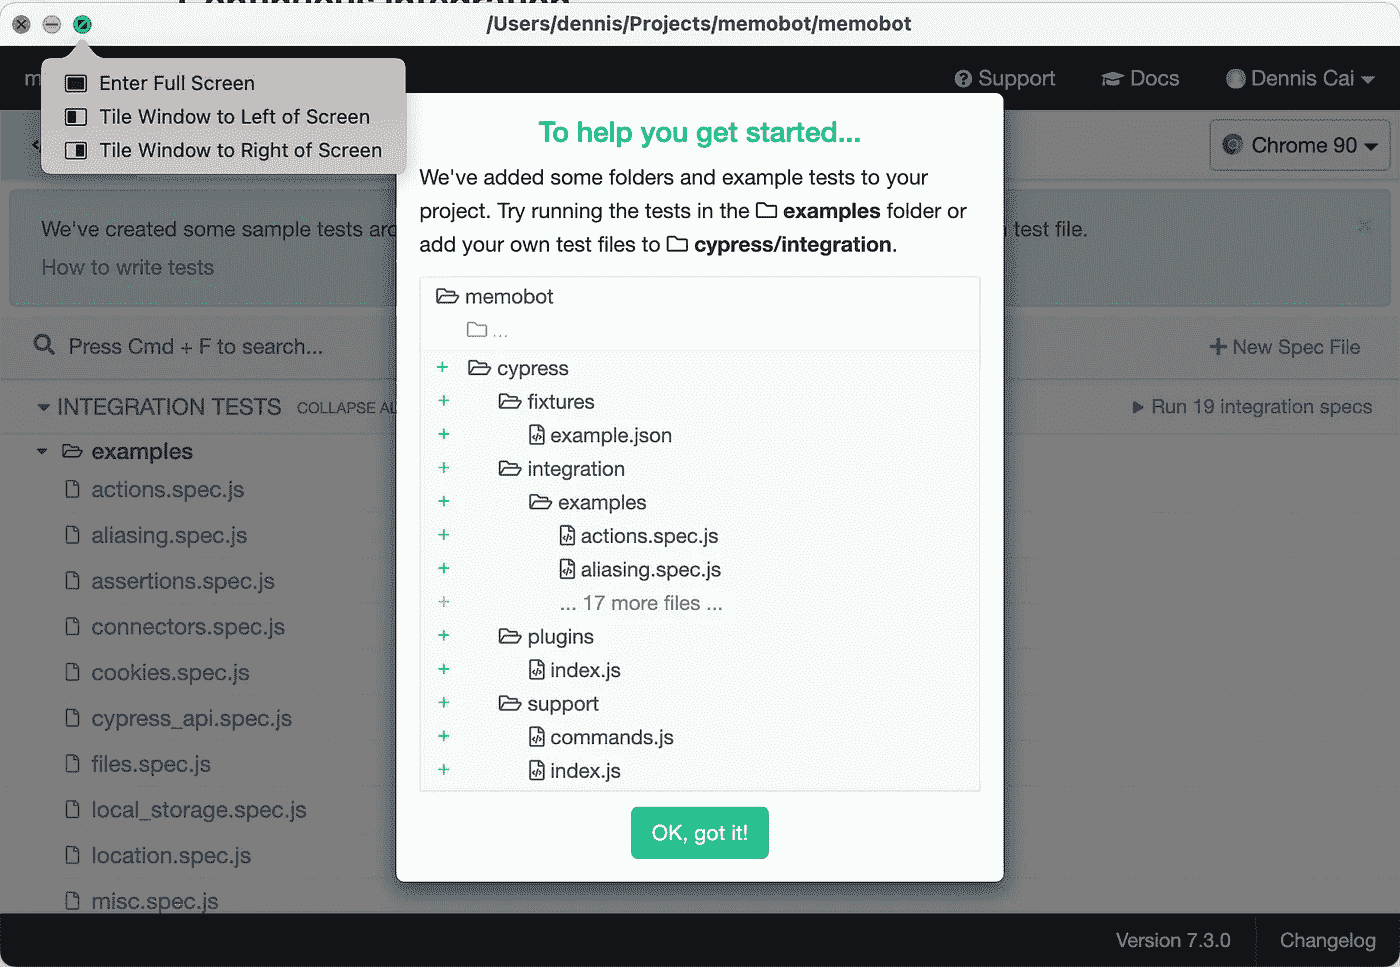 /Users/dennis/Projects/memobot/memobot
Enter Full Screen
Tile Window to Left of Screen
Tile Window to Right of Screen
Support
Docs
Dennis Cai
Chrome 90
To help you get started...
We've added some folders and example tests to your
project. Try running the tests in the examples folder or
add your own test files to cypress/integration.
We've created some sample tests
test file.
How to write tests
memobot
...
Press Cmd + F to search...
New Spec File
INTEGRATION TESTS
COLLAPSE
Run 19 integration specs
+ cypress
+ fixtures
+ example.json
+ integration
+ examples
+ actions.spec.js
+ aliasing.spec.js
+ ... 17 more files ...
+ plugins
+ index.js
+ support
+ commands.js
+ index.js
OK, got it!
examples
actions.spec.js
aliasing.spec.js
assertions.spec.js
connectors.spec.js
cookies.spec.js
cypress_api.spec.js
files.spec.js
local_storage.spec.js
location.spec.js
misc.spec.js
Version 7.3.0
Changelog